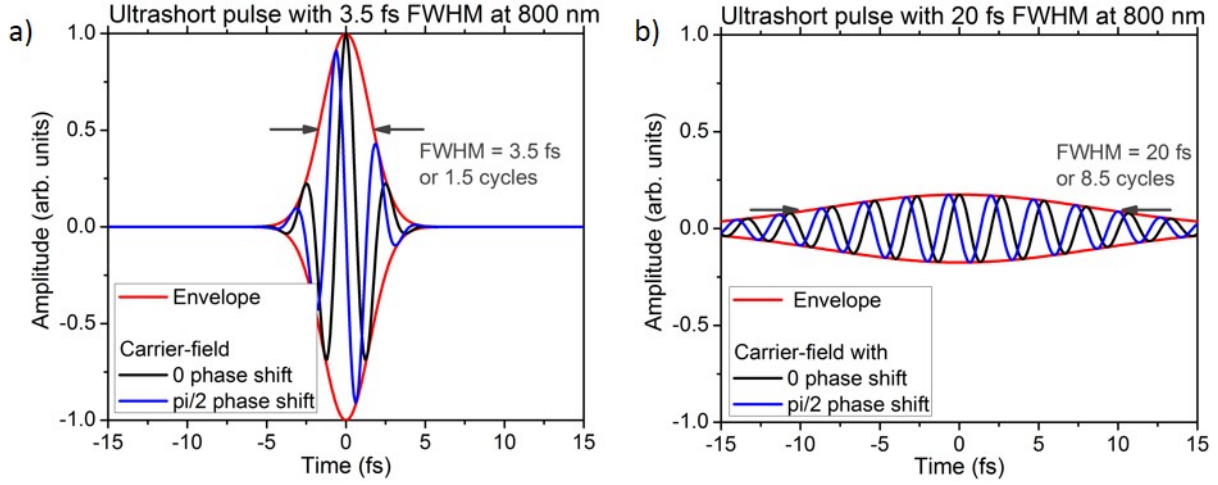 a)
Ultrashort pulse with 3.5 fs FWHM at 800 nm
1.0
0.5
0.0
-0.5
-1.0
Amplitude (arb. units)
FWHM = 3.5 fs
or 1.5 cycles
Envelope
Carrier-field
0 phase shift
pi/2 phase shift
-15 -10 -5 0 5 10 15
Time (fs)
b)
Ultrashort pulse with 20 fs FWHM at 800 nm
1.0
0.5
0.0
-0.5
-1.0
Amplitude (arb. units)
FWHM = 20 fs
or 8.5 cycles
Envelope
Carrier-field with
0 phase shift
pi/2 phase shift
-15 -10 -5 0 5 10 15
Time (fs)